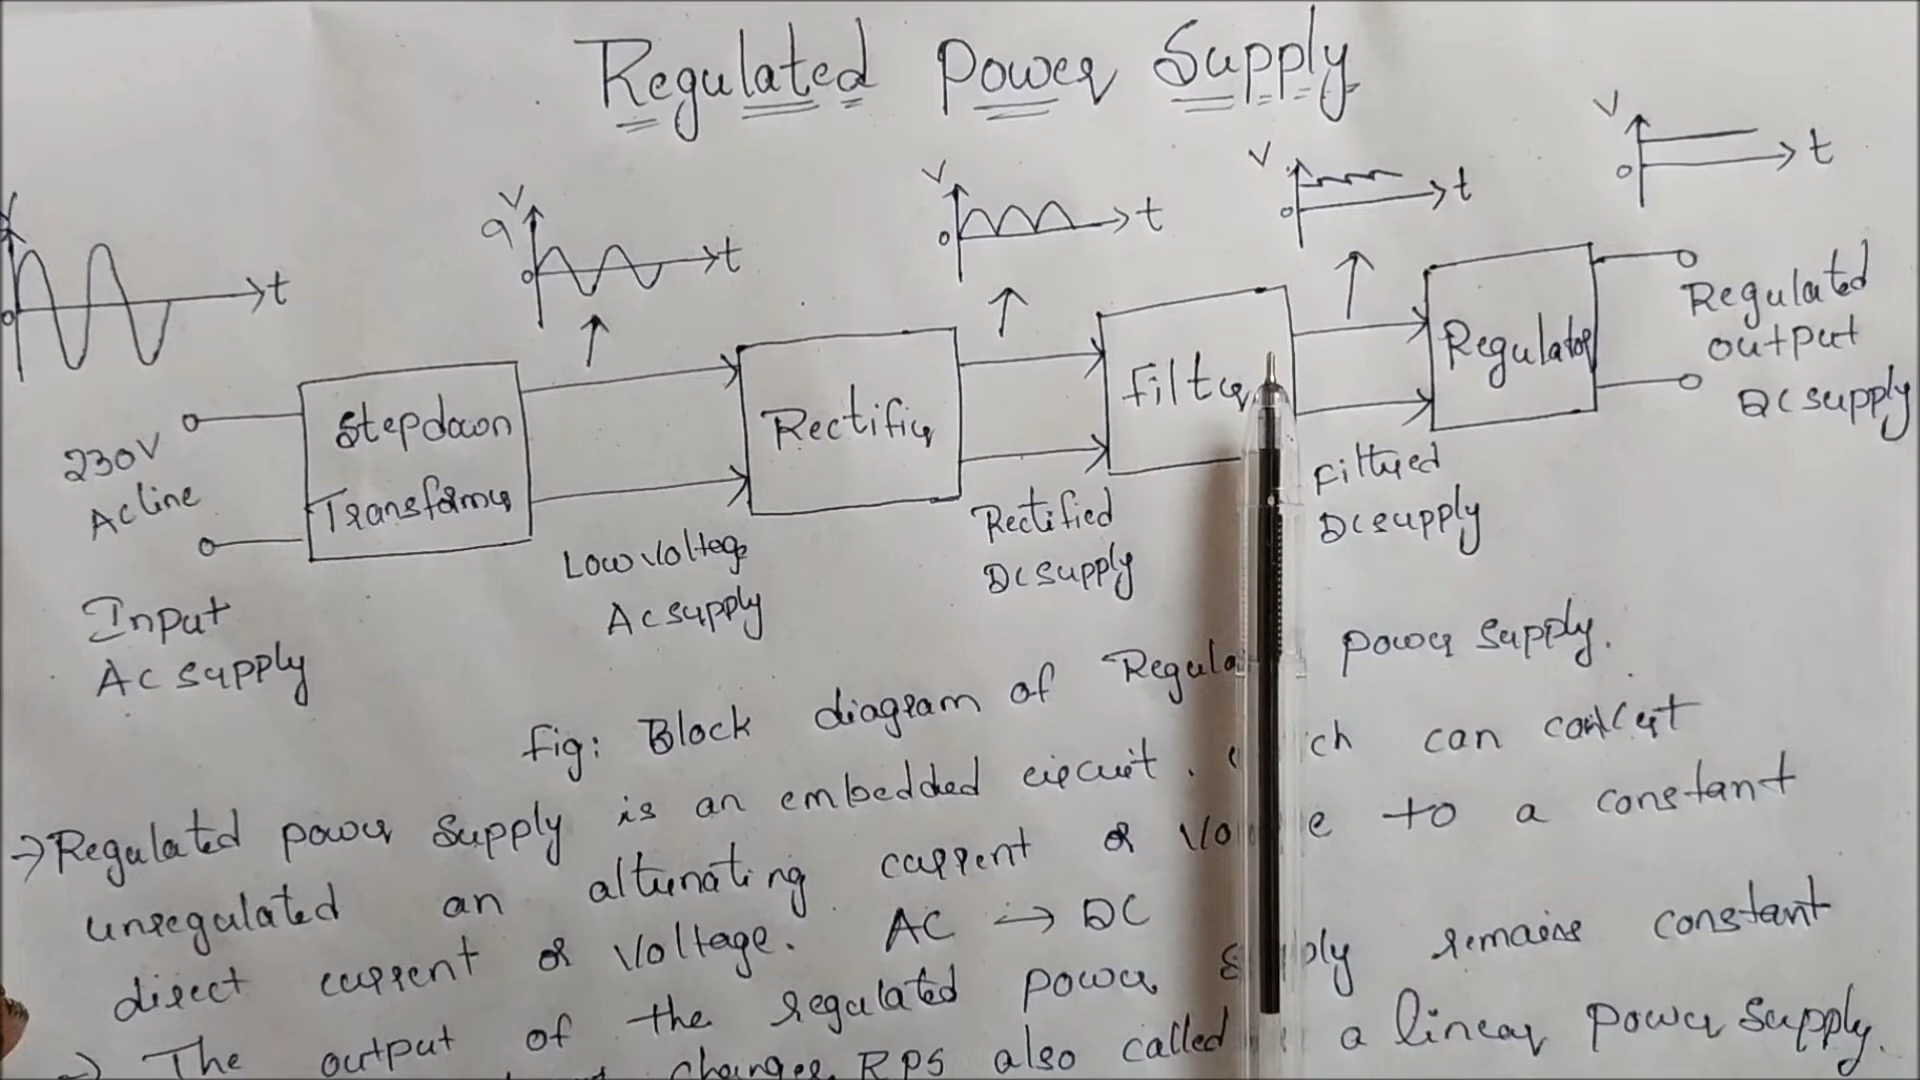 Regulated Power Supply
V
t
V
t
V
0
t
V
0
t
V
0
t
0
0
230V
AC line
Input
AC supply
Stepdown
Transformer
Low Voltage
AC supply
Rectifier
Rectified
DC supply
Filter
Filtered
DC supply
Regulator
Regulated
output
DC supply
fig: Block diagram of power supply.
→ Regulated power supply is an embedded circuit, can
unregulated an alternating current or to a constant
direct current or Voltage. AC → DC
→ The output of the regulated power remains constant
changes. RPS also called a linear power supply.